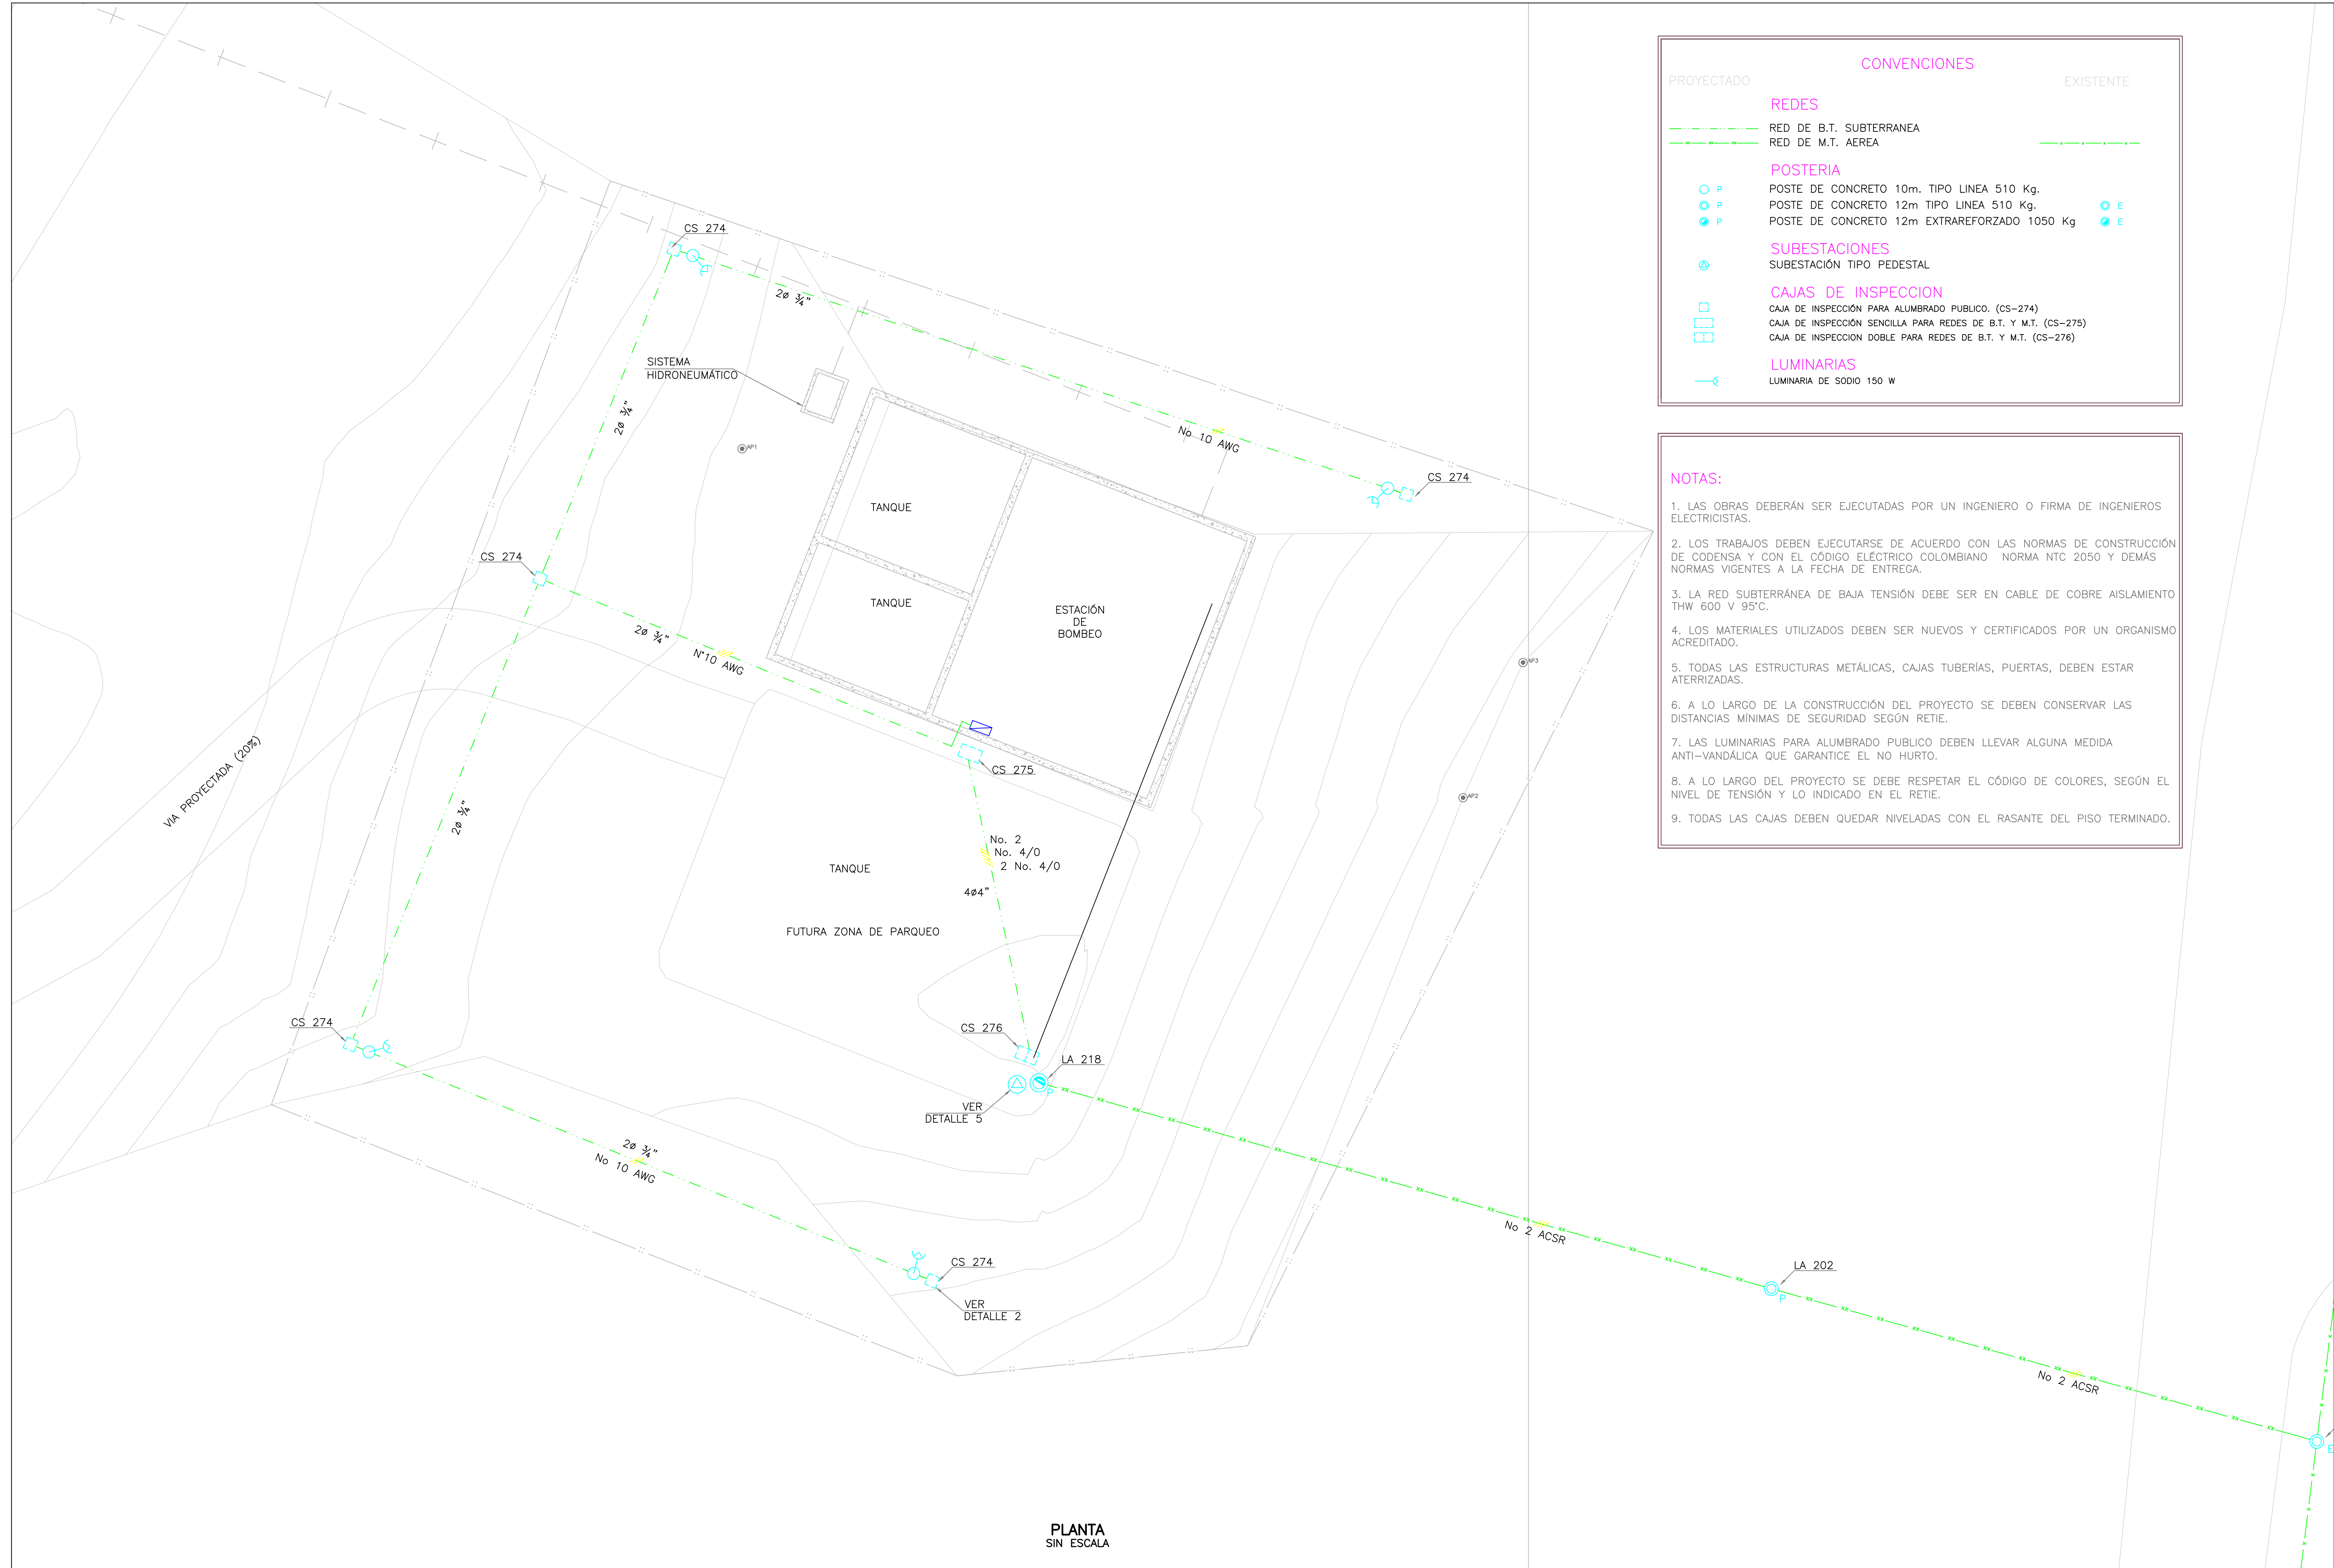 CONVENCIONES
PROYECTADO
EXISTENTE
REDES
RED DE B.T. SUBTERRANEA
RED DE M.T. AEREA
POSTERIA
P POSTE DE CONCRETO 10m. TIPO LINEA 510 Kg.
P POSTE DE CONCRETO 12m TIPO LINEA 510 Kg. E
P POSTE DE CONCRETO 12m EXTRAREFORZADO 1050 Kg E
SUBESTACIONES
SUBESTACIÓN TIPO PEDESTAL
CAJAS DE INSPECCION
CAJA DE INSPECCIÓN PARA ALUMBRADO PUBLICO. (CS-274)
CAJA DE INSPECCIÓN SENCILLA PARA REDES DE B.T. Y M.T. (CS-275)
CAJA DE INSPECCION DOBLE PARA REDES DE B.T. Y M.T. (CS-276)
LUMINARIAS
LUMINARIA DE SODIO 150 W
NOTAS:
1. LAS OBRAS DEBERÁN SER EJECUTADAS POR UN INGENIERO O FIRMA DE INGENIEROS
ELECTRICISTAS.
2. LOS TRABAJOS DEBEN EJECUTARSE DE ACUERDO CON LAS NORMAS DE CONSTRUCCIÓN
DE CODENSA Y CON EL CÓDIGO ELÉCTRICO COLOMBIANO NORMA NTC 2050 Y DEMÁS
NORMAS VIGENTES A LA FECHA DE ENTREGA.
3. LA RED SUBTERRÁNEA DE BAJA TENSIÓN DEBE SER EN CABLE DE COBRE AISLAMIENTO
THW 600 V 95°C.
4. LOS MATERIALES UTILIZADOS DEBEN SER NUEVOS Y CERTIFICADOS POR UN ORGANISMO
ACREDITADO.
5. TODAS LAS ESTRUCTURAS METÁLICAS, CAJAS TUBERÍAS, PUERTAS, DEBEN ESTAR
ATERRIZADAS.
6. A LO LARGO DE LA CONSTRUCCIÓN DEL PROYECTO SE DEBEN CONSERVAR LAS
DISTANCIAS MÍNIMAS DE SEGURIDAD SEGÚN RETIE.
7. LAS LUMINARIAS PARA ALUMBRADO PUBLICO DEBEN LLEVAR ALGUNA MEDIDA
ANTI-VANDÁLICA QUE GARANTICE EL NO HURTO.
8. A LO LARGO DEL PROYECTO SE DEBE RESPETAR EL CÓDIGO DE COLORES, SEGÚN EL
NIVEL DE TENSIÓN Y LO INDICADO EN EL RETIE.
9. TODAS LAS CAJAS DEBEN QUEDAR NIVELADAS CON EL RASANTE DEL PISO TERMINADO.
CS 274
2ø ¾"
SISTEMA
HIDRONEUMÁTICO
2ø ¾"
No 10 AWG
AP1
CS 274
TANQUE
CS 274
TANQUE
ESTACIÓN
DE
BOMBEO
2ø ¾"
N°10 AWG
AP3
VIA PROYECTADA (20%)
CS 275
AP2
2ø ¾"
No. 2
No. 4/0
2 No. 4/0
TANQUE
4ø4"
FUTURA ZONA DE PARQUEO
CS 274
CS 276
LA 218
P
VER
DETALLE 5
2ø ¾"
No 10 AWG
No 2 ACSR
CS 274
LA 202
P
VER
DETALLE 2
No 2 ACSR
E
PLANTA
SIN ESCALA